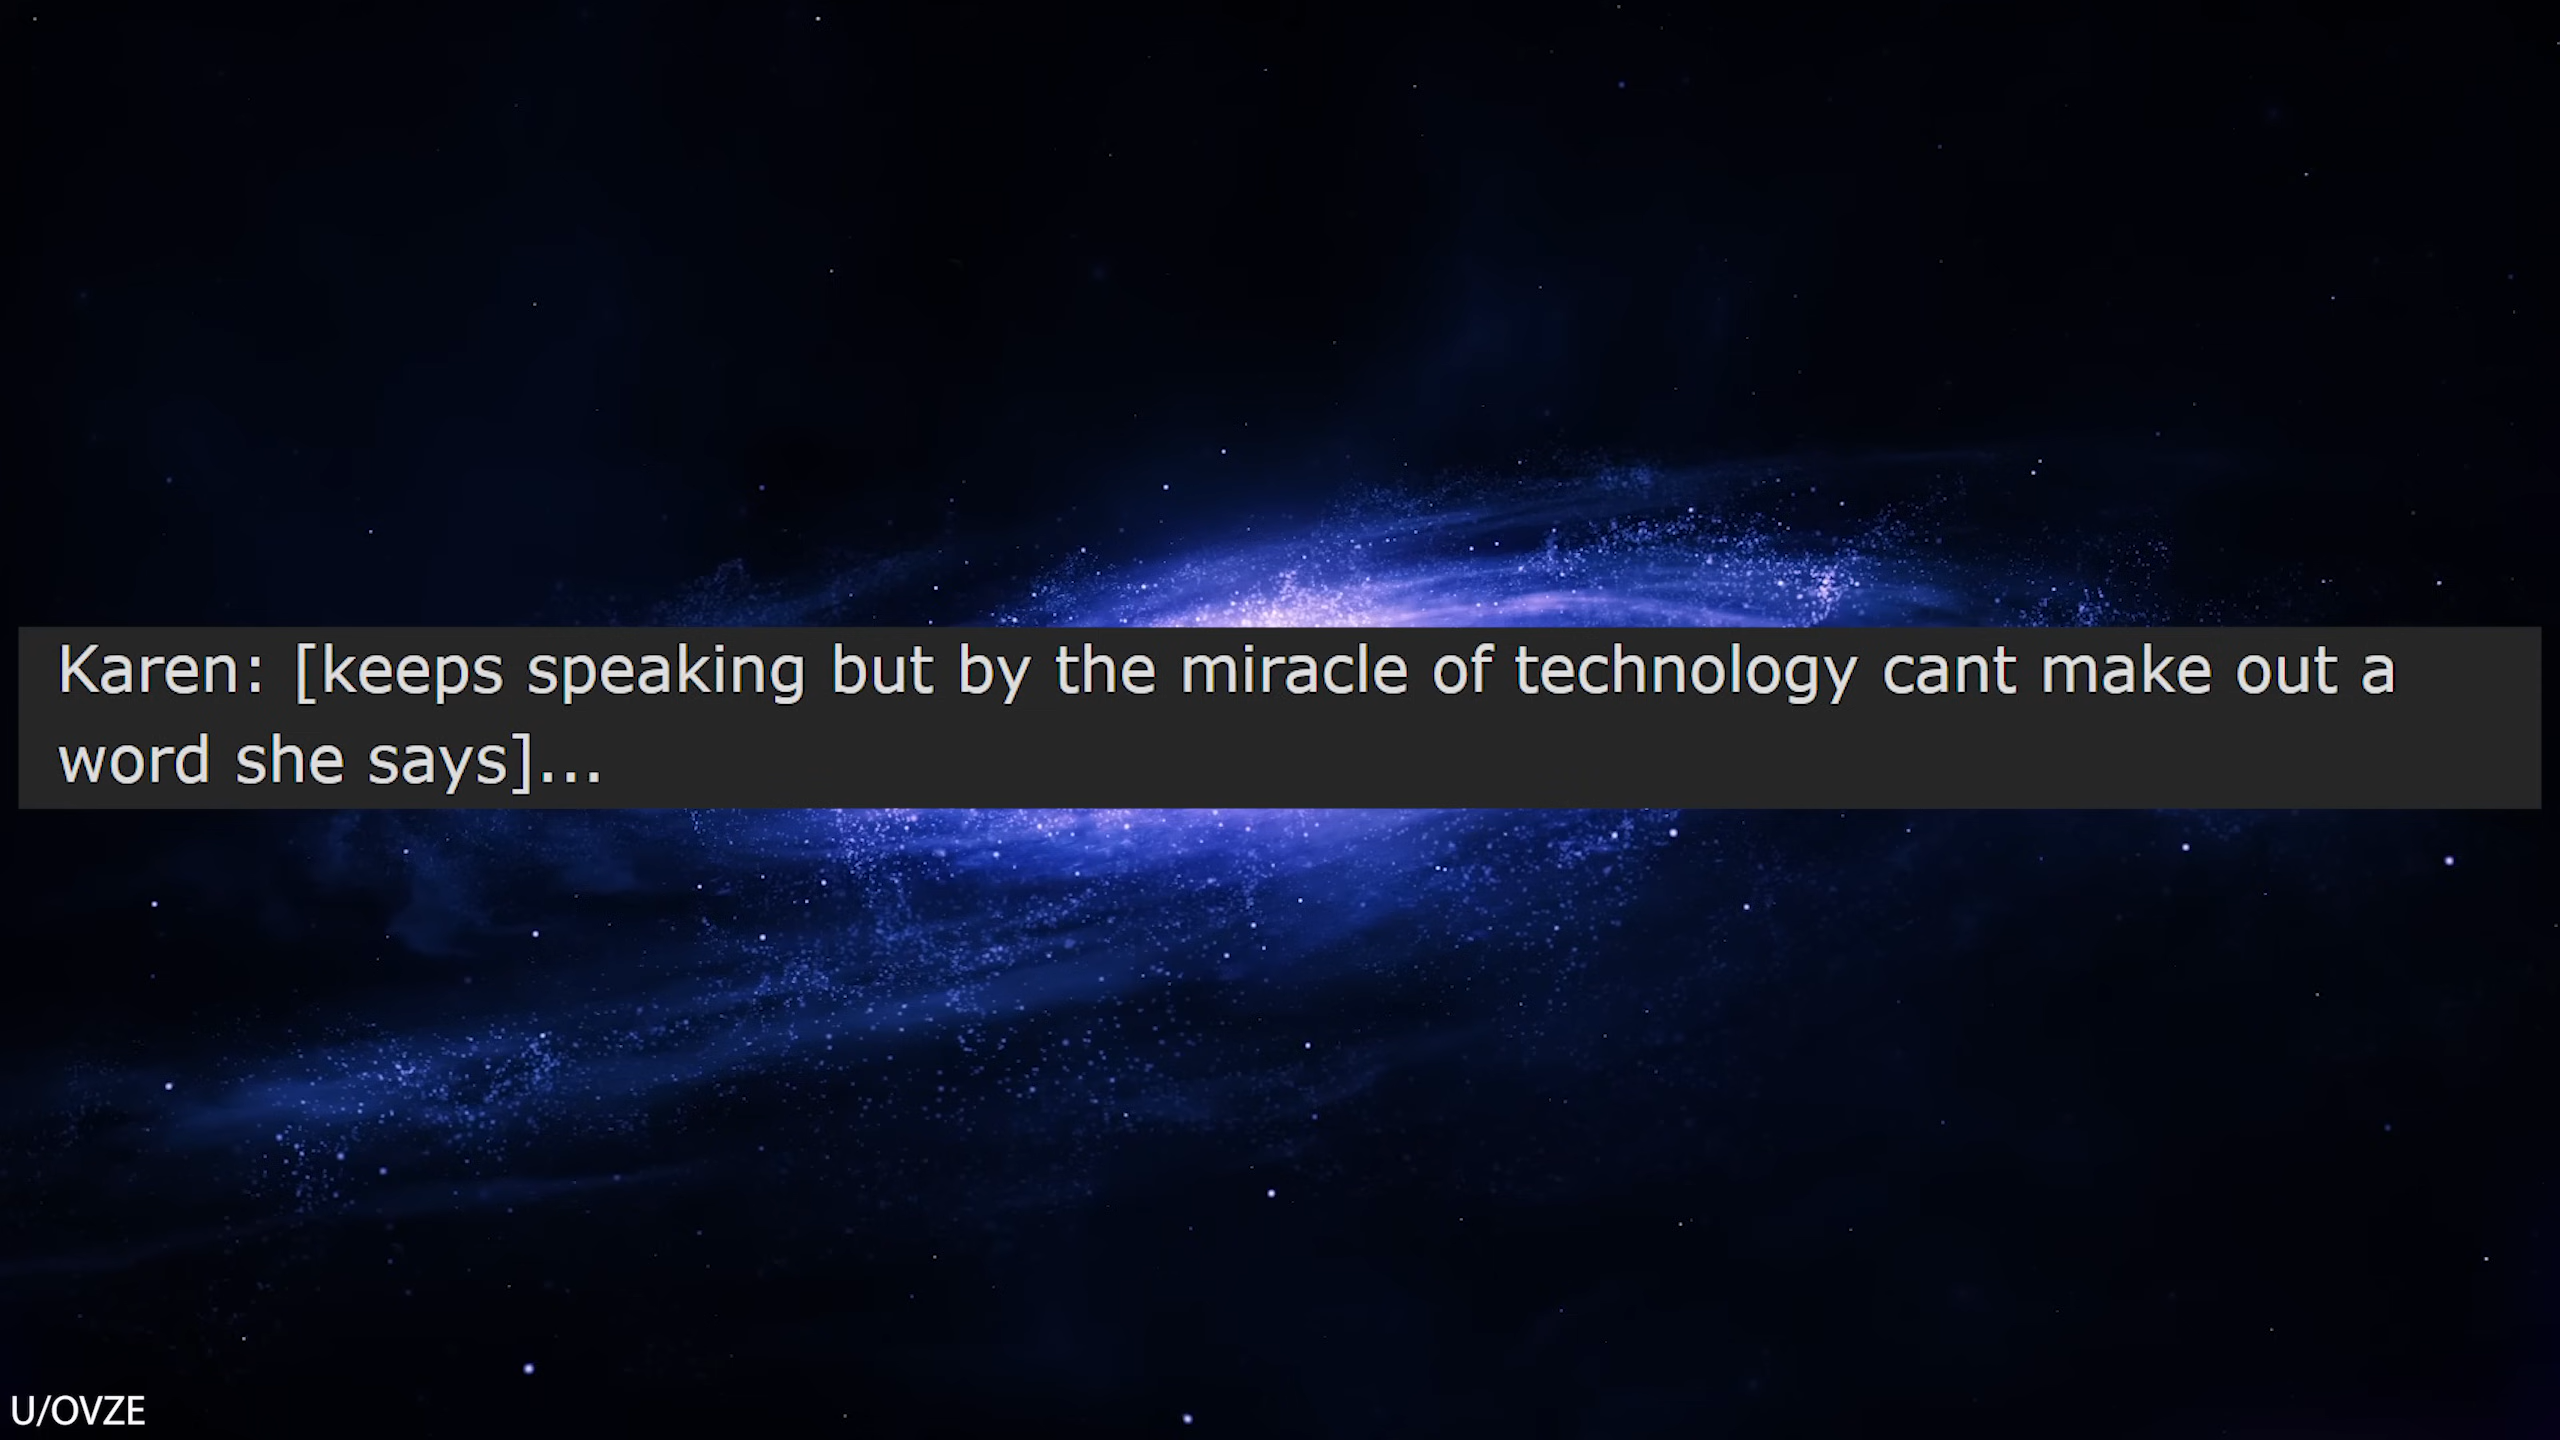 Karen: [keeps speaking but by the miracle of technology cant make out a
word she says]...
U/OVZE